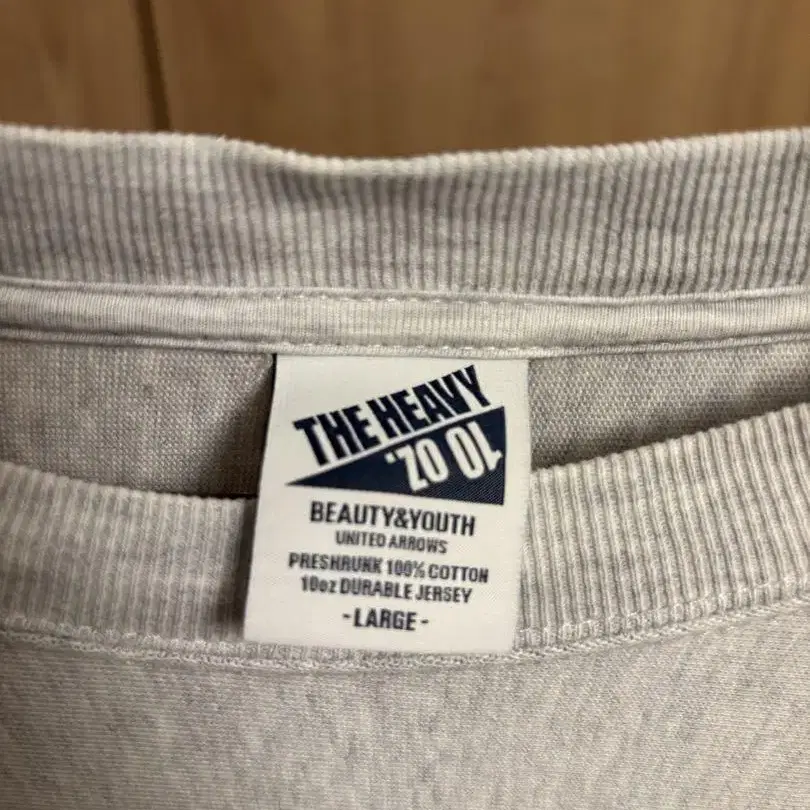 THE HEAVY
10 OZ.
BEAUTY&YOUTH
UNITED ARROWS
PRESHRUKK 100% COTTON
10oz DURABLE JERSEY
-LARGE-